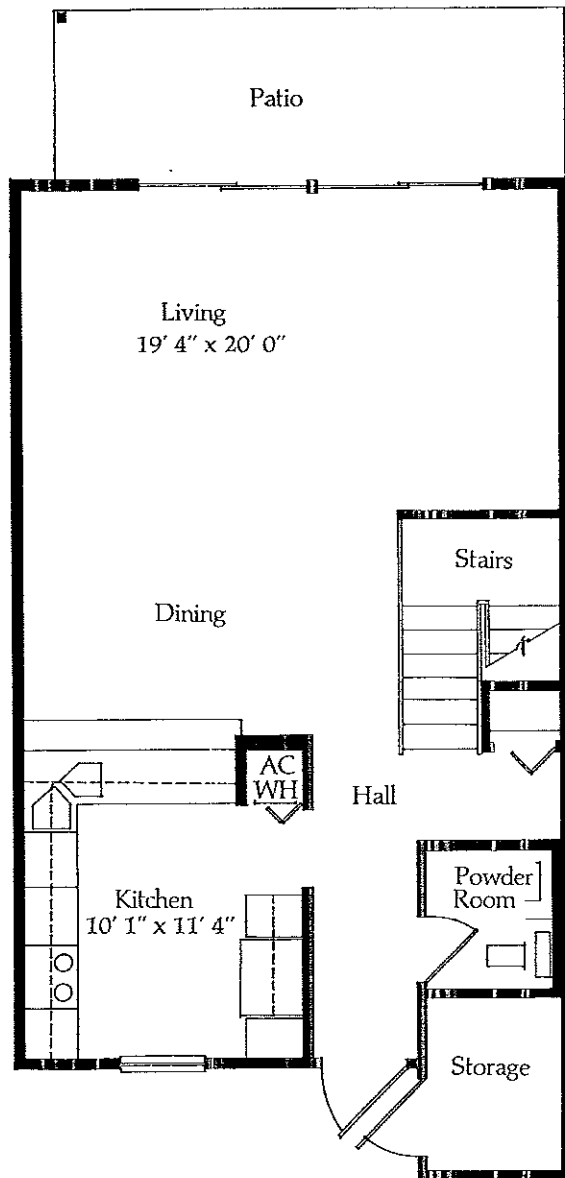 Patio
Living
19' 4" x 20' 0"
Stairs
Dining
AC
WH
Hall
Powder
Room
Kitchen
10' 1" x 11' 4"
Storage